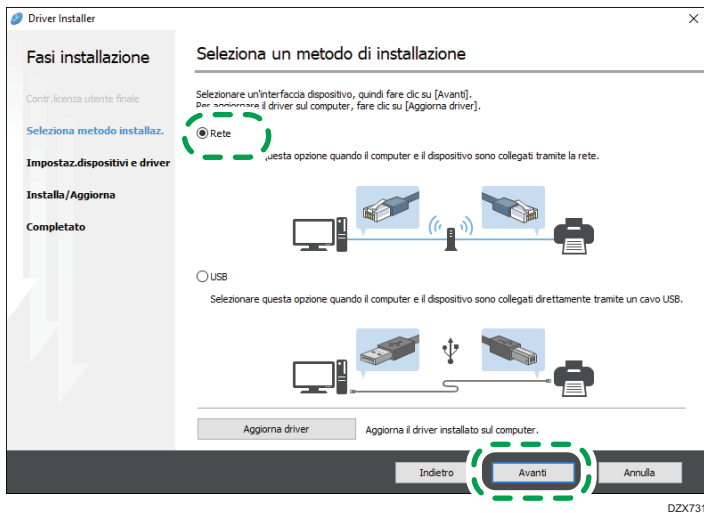 Driver Installer
Fasi installazione
Contr.licenza utente finale
Seleziona metodo installaz.
Impostaz.dispositivi e driver
Installa/Aggiorna
Completato
Seleziona un metodo di installazione
Selezionare un'interfaccia dispositivo, quindi fare clic su [Avanti].
Per aggiornare il driver sul computer, fare clic su [Aggiorna driver].
Rete
questa opzione quando il computer e il dispositivo sono collegati tramite la rete.
USB
Selezionare questa opzione quando il computer e il dispositivo sono collegati direttamente tramite un cavo USB.
Aggiorna driver
Aggiorna il driver installato sul computer.
Indietro
Avanti
Annulla
DZX731